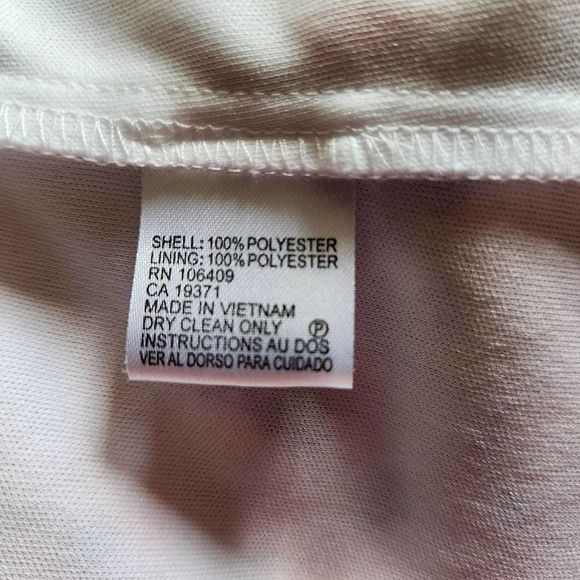 SHELL: 100% POLYESTER
LINING: 100% POLYESTER
RN 106409
CA 19371
MADE IN VIETNAM
DRY CLEAN ONLY Ⓟ
INSTRUCTIONS AU DOS
VER AL DORSO PARA CUIDADO